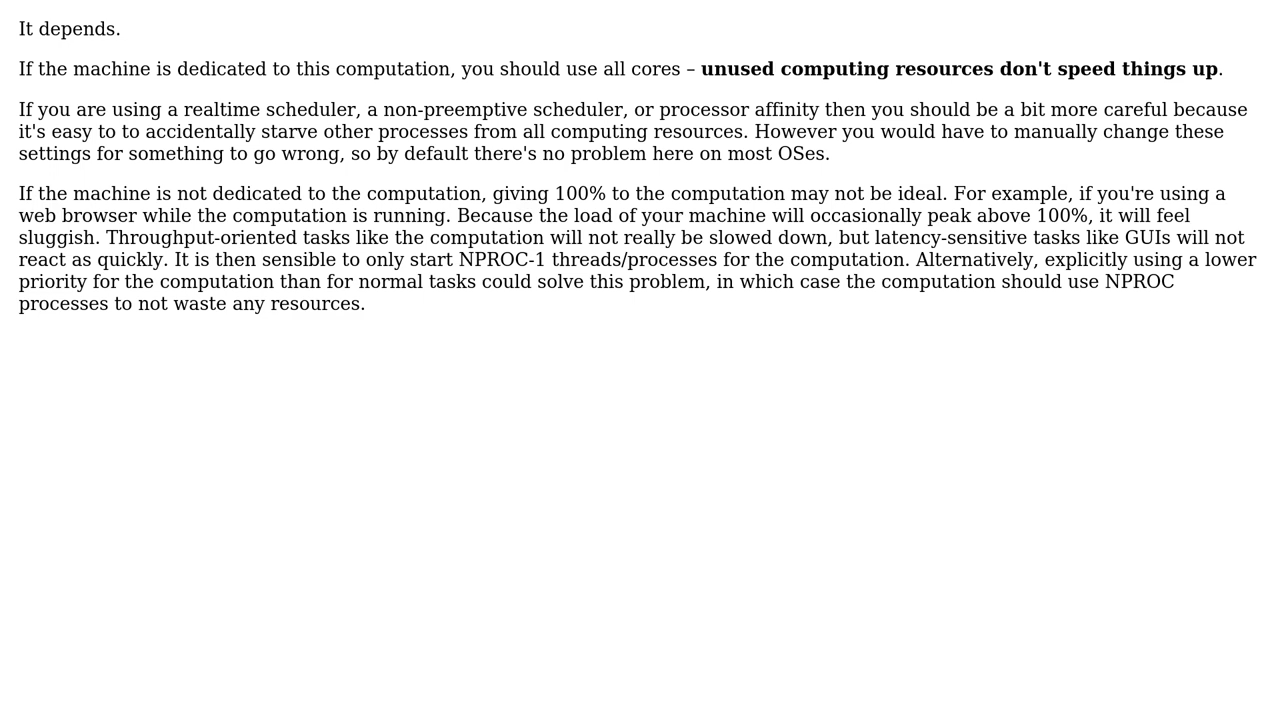 It depends.
If the machine is dedicated to this computation, you should use all cores – unused computing resources don't speed things up.
If you are using a realtime scheduler, a non-preemptive scheduler, or processor affinity then you should be a bit more careful because
it's easy to to accidentally starve other processes from all computing resources. However you would have to manually change these
settings for something to go wrong, so by default there's no problem here on most OSes.
If the machine is not dedicated to the computation, giving 100% to the computation may not be ideal. For example, if you're using a
web browser while the computation is running. Because the load of your machine will occasionally peak above 100%, it will feel
sluggish. Throughput-oriented tasks like the computation will not really be slowed down, but latency-sensitive tasks like GUIs will not
react as quickly. It is then sensible to only start NPROC-1 threads/processes for the computation. Alternatively, explicitly using a lower
priority for the computation than for normal tasks could solve this problem, in which case the computation should use NPROC
processes to not waste any resources.